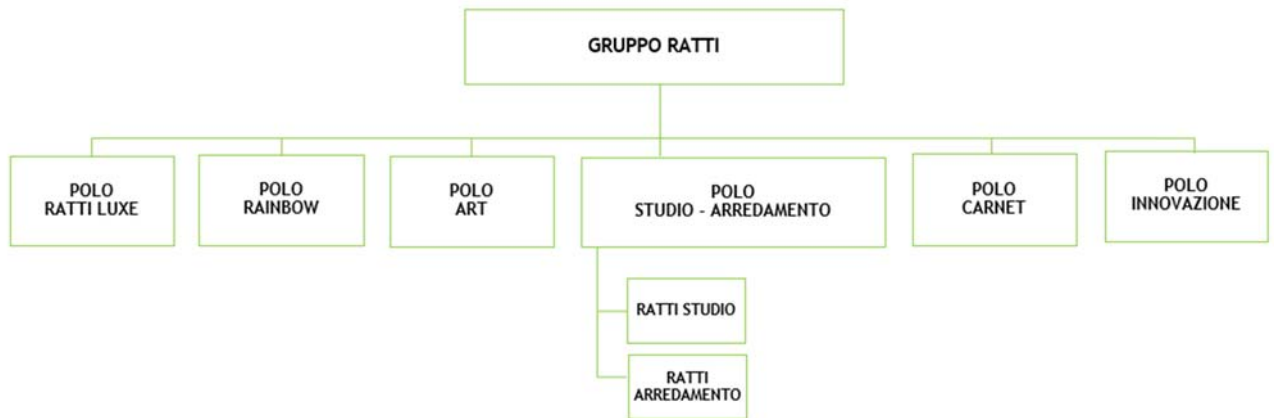 GRUPPO RATTI
POLO
RATTI LUXE
POLO
RAINBOW
POLO
ART
POLO
STUDIO - ARREDAMENTO
POLO
CARNET
POLO
INNOVAZIONE
RATTI STUDIO
RATTI
ARREDAMENTO